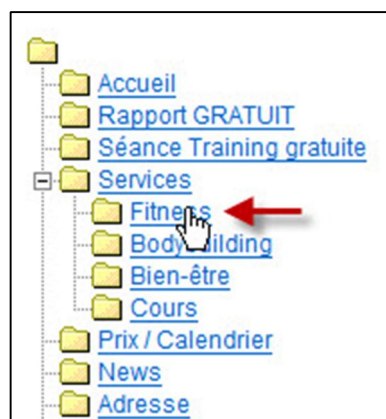 Accueil
Rapport GRATUIT
Séance Training gratuite
Services
Fitness
Bodybuilding
Bien-être
Cours
Prix / Calendrier
News
Adresse